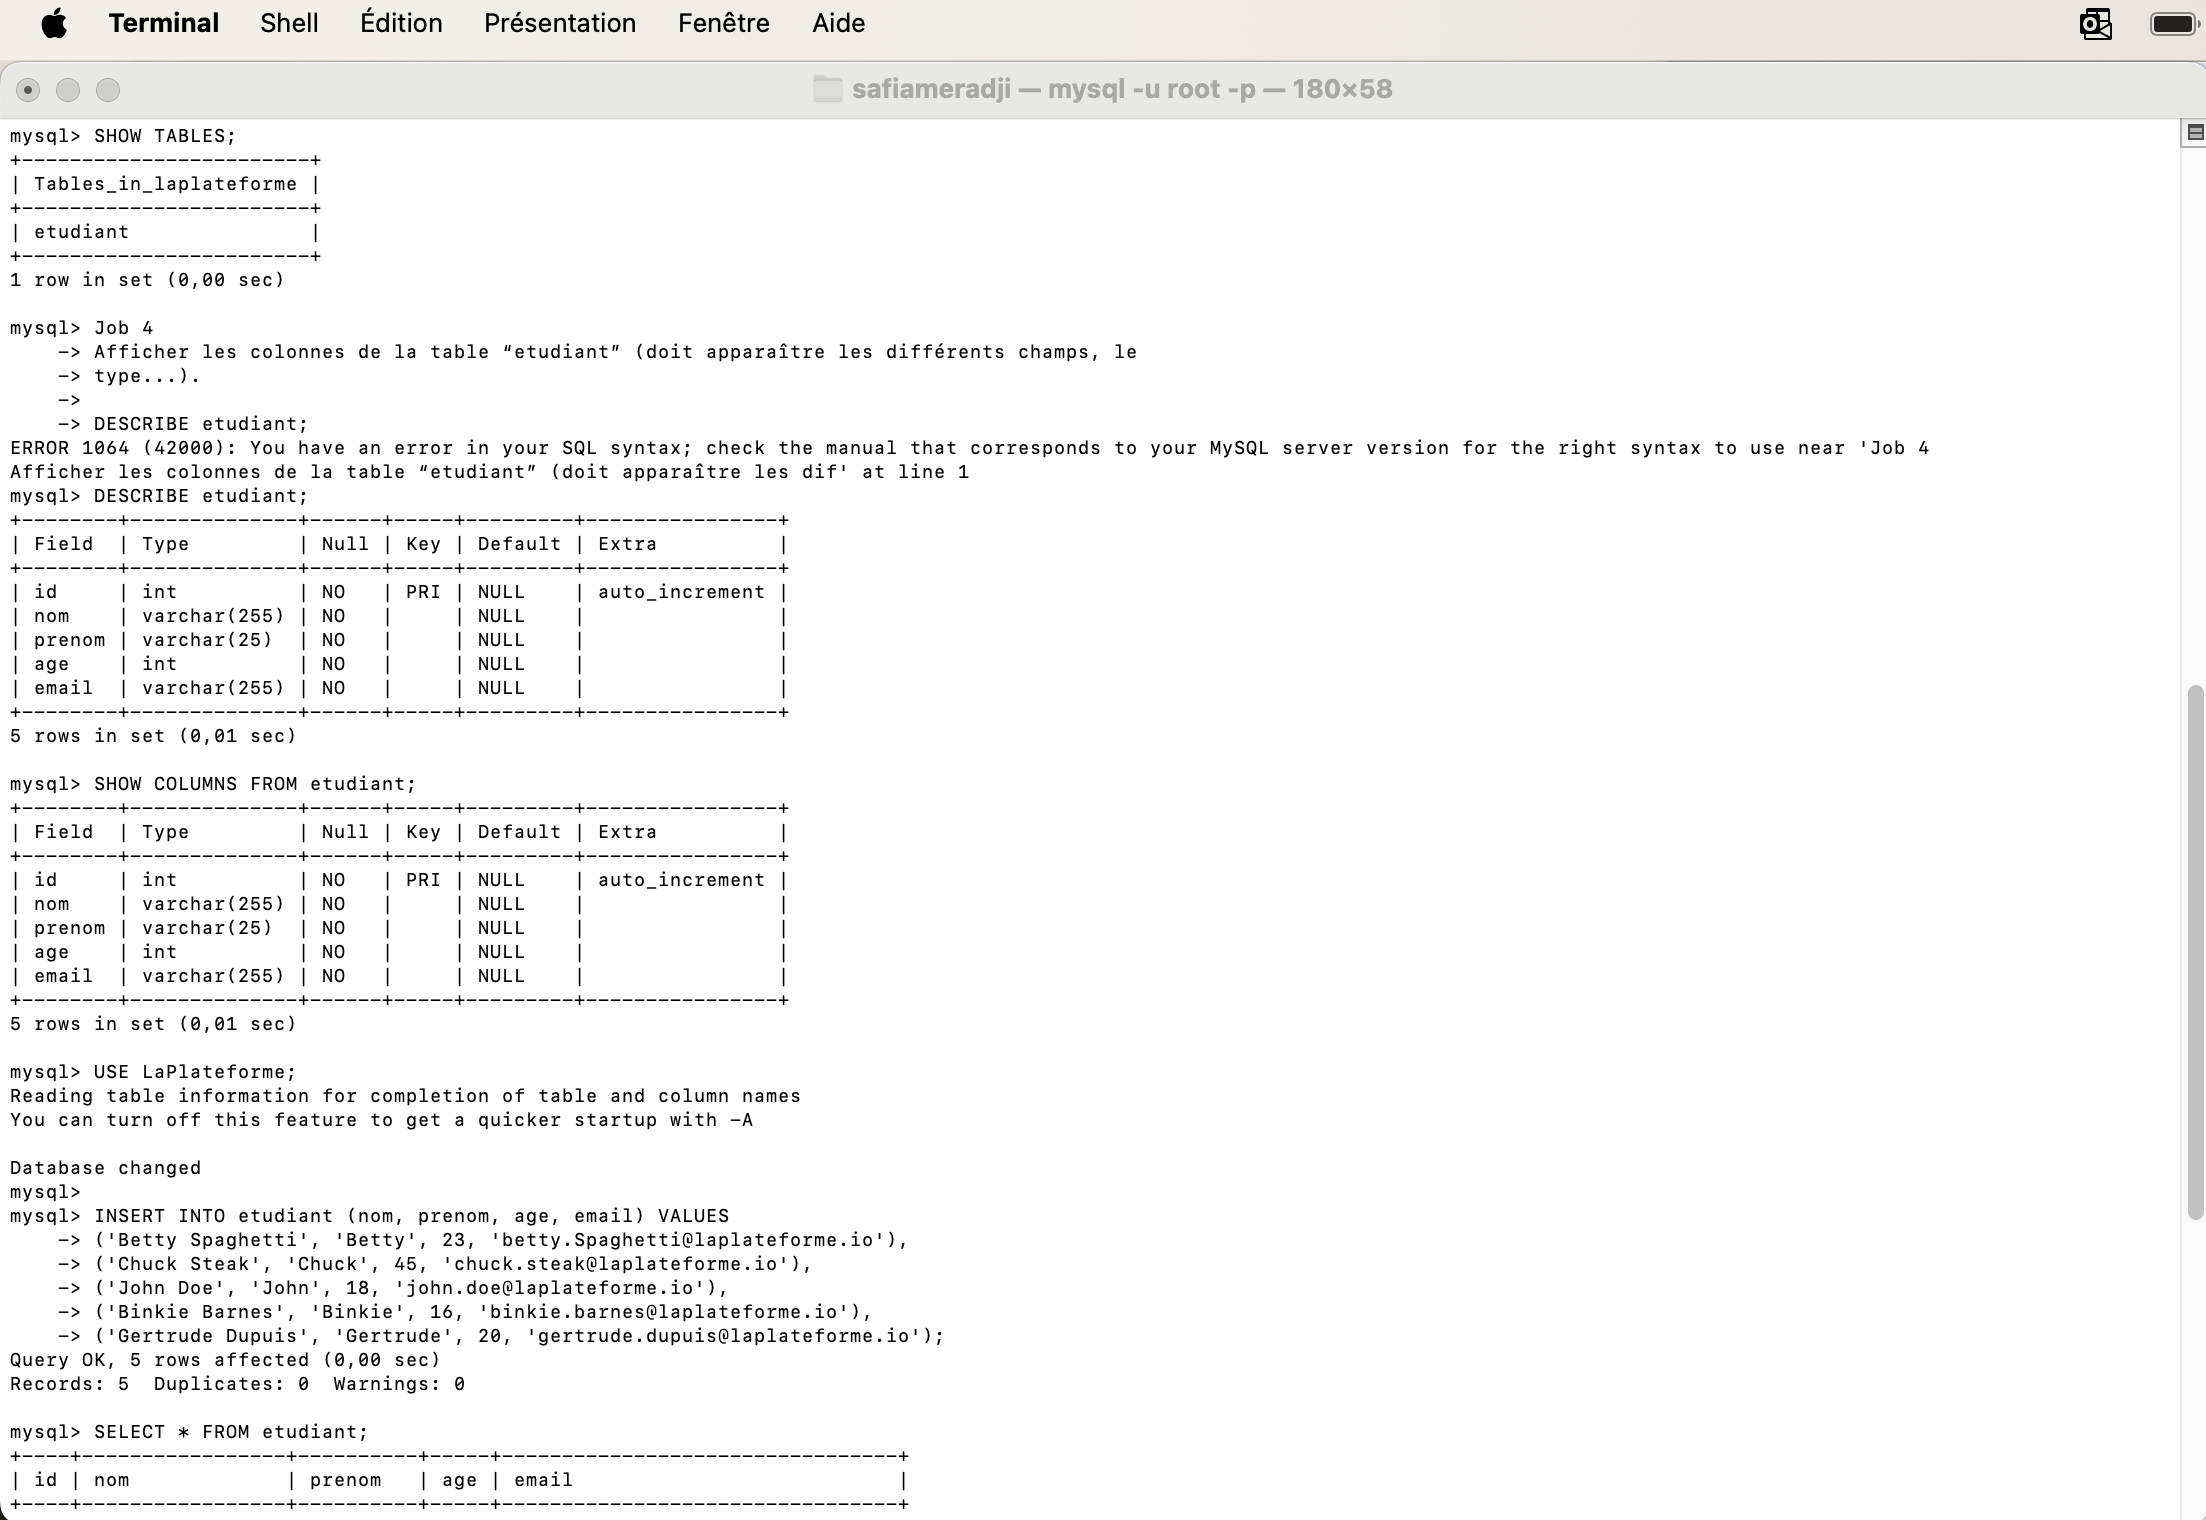 Terminal Shell Édition Présentation Fenêtre Aide
safiameradji — mysql -u root -p — 180×58
mysql> SHOW TABLES;
+------------------------+
| Tables_in_laplateforme |
+------------------------+
| etudiant               |
+------------------------+
1 row in set (0,00 sec)

mysql> Job 4
    -> Afficher les colonnes de la table “etudiant” (doit apparaître les différents champs, le
    -> type...).
    ->
    -> DESCRIBE etudiant;
ERROR 1064 (42000): You have an error in your SQL syntax; check the manual that corresponds to your MySQL server version for the right syntax to use near 'Job 4
Afficher les colonnes de la table “etudiant” (doit apparaître les dif' at line 1
mysql> DESCRIBE etudiant;
+--------+--------------+------+-----+---------+----------------+
| Field  | Type         | Null | Key | Default | Extra          |
+--------+--------------+------+-----+---------+----------------+
| id     | int          | NO   | PRI | NULL    | auto_increment |
| nom    | varchar(255) | NO   |     | NULL    |                |
| prenom | varchar(25)  | NO   |     | NULL    |                |
| age    | int          | NO   |     | NULL    |                |
| email  | varchar(255) | NO   |     | NULL    |                |
+--------+--------------+------+-----+---------+----------------+
5 rows in set (0,01 sec)

mysql> SHOW COLUMNS FROM etudiant;
+--------+--------------+------+-----+---------+----------------+
| Field  | Type         | Null | Key | Default | Extra          |
+--------+--------------+------+-----+---------+----------------+
| id     | int          | NO   | PRI | NULL    | auto_increment |
| nom    | varchar(255) | NO   |     | NULL    |                |
| prenom | varchar(25)  | NO   |     | NULL    |                |
| age    | int          | NO   |     | NULL    |                |
| email  | varchar(255) | NO   |     | NULL    |                |
+--------+--------------+------+-----+---------+----------------+
5 rows in set (0,01 sec)

mysql> USE LaPlateforme;
Reading table information for completion of table and column names
You can turn off this feature to get a quicker startup with -A

Database changed
mysql>
mysql> INSERT INTO etudiant (nom, prenom, age, email) VALUES
    -> ('Betty Spaghetti', 'Betty', 23, 'betty.Spaghetti@laplateforme.io'),
    -> ('Chuck Steak', 'Chuck', 45, 'chuck.steak@laplateforme.io'),
    -> ('John Doe', 'John', 18, 'john.doe@laplateforme.io'),
    -> ('Binkie Barnes', 'Binkie', 16, 'binkie.barnes@laplateforme.io'),
    -> ('Gertrude Dupuis', 'Gertrude', 20, 'gertrude.dupuis@laplateforme.io');
Query OK, 5 rows affected (0,00 sec)
Records: 5  Duplicates: 0  Warnings: 0

mysql> SELECT * FROM etudiant;
+----+-----------------+----------+-----+---------------------------------+
| id | nom             | prenom   | age | email                           |
+----+-----------------+----------+-----+---------------------------------+